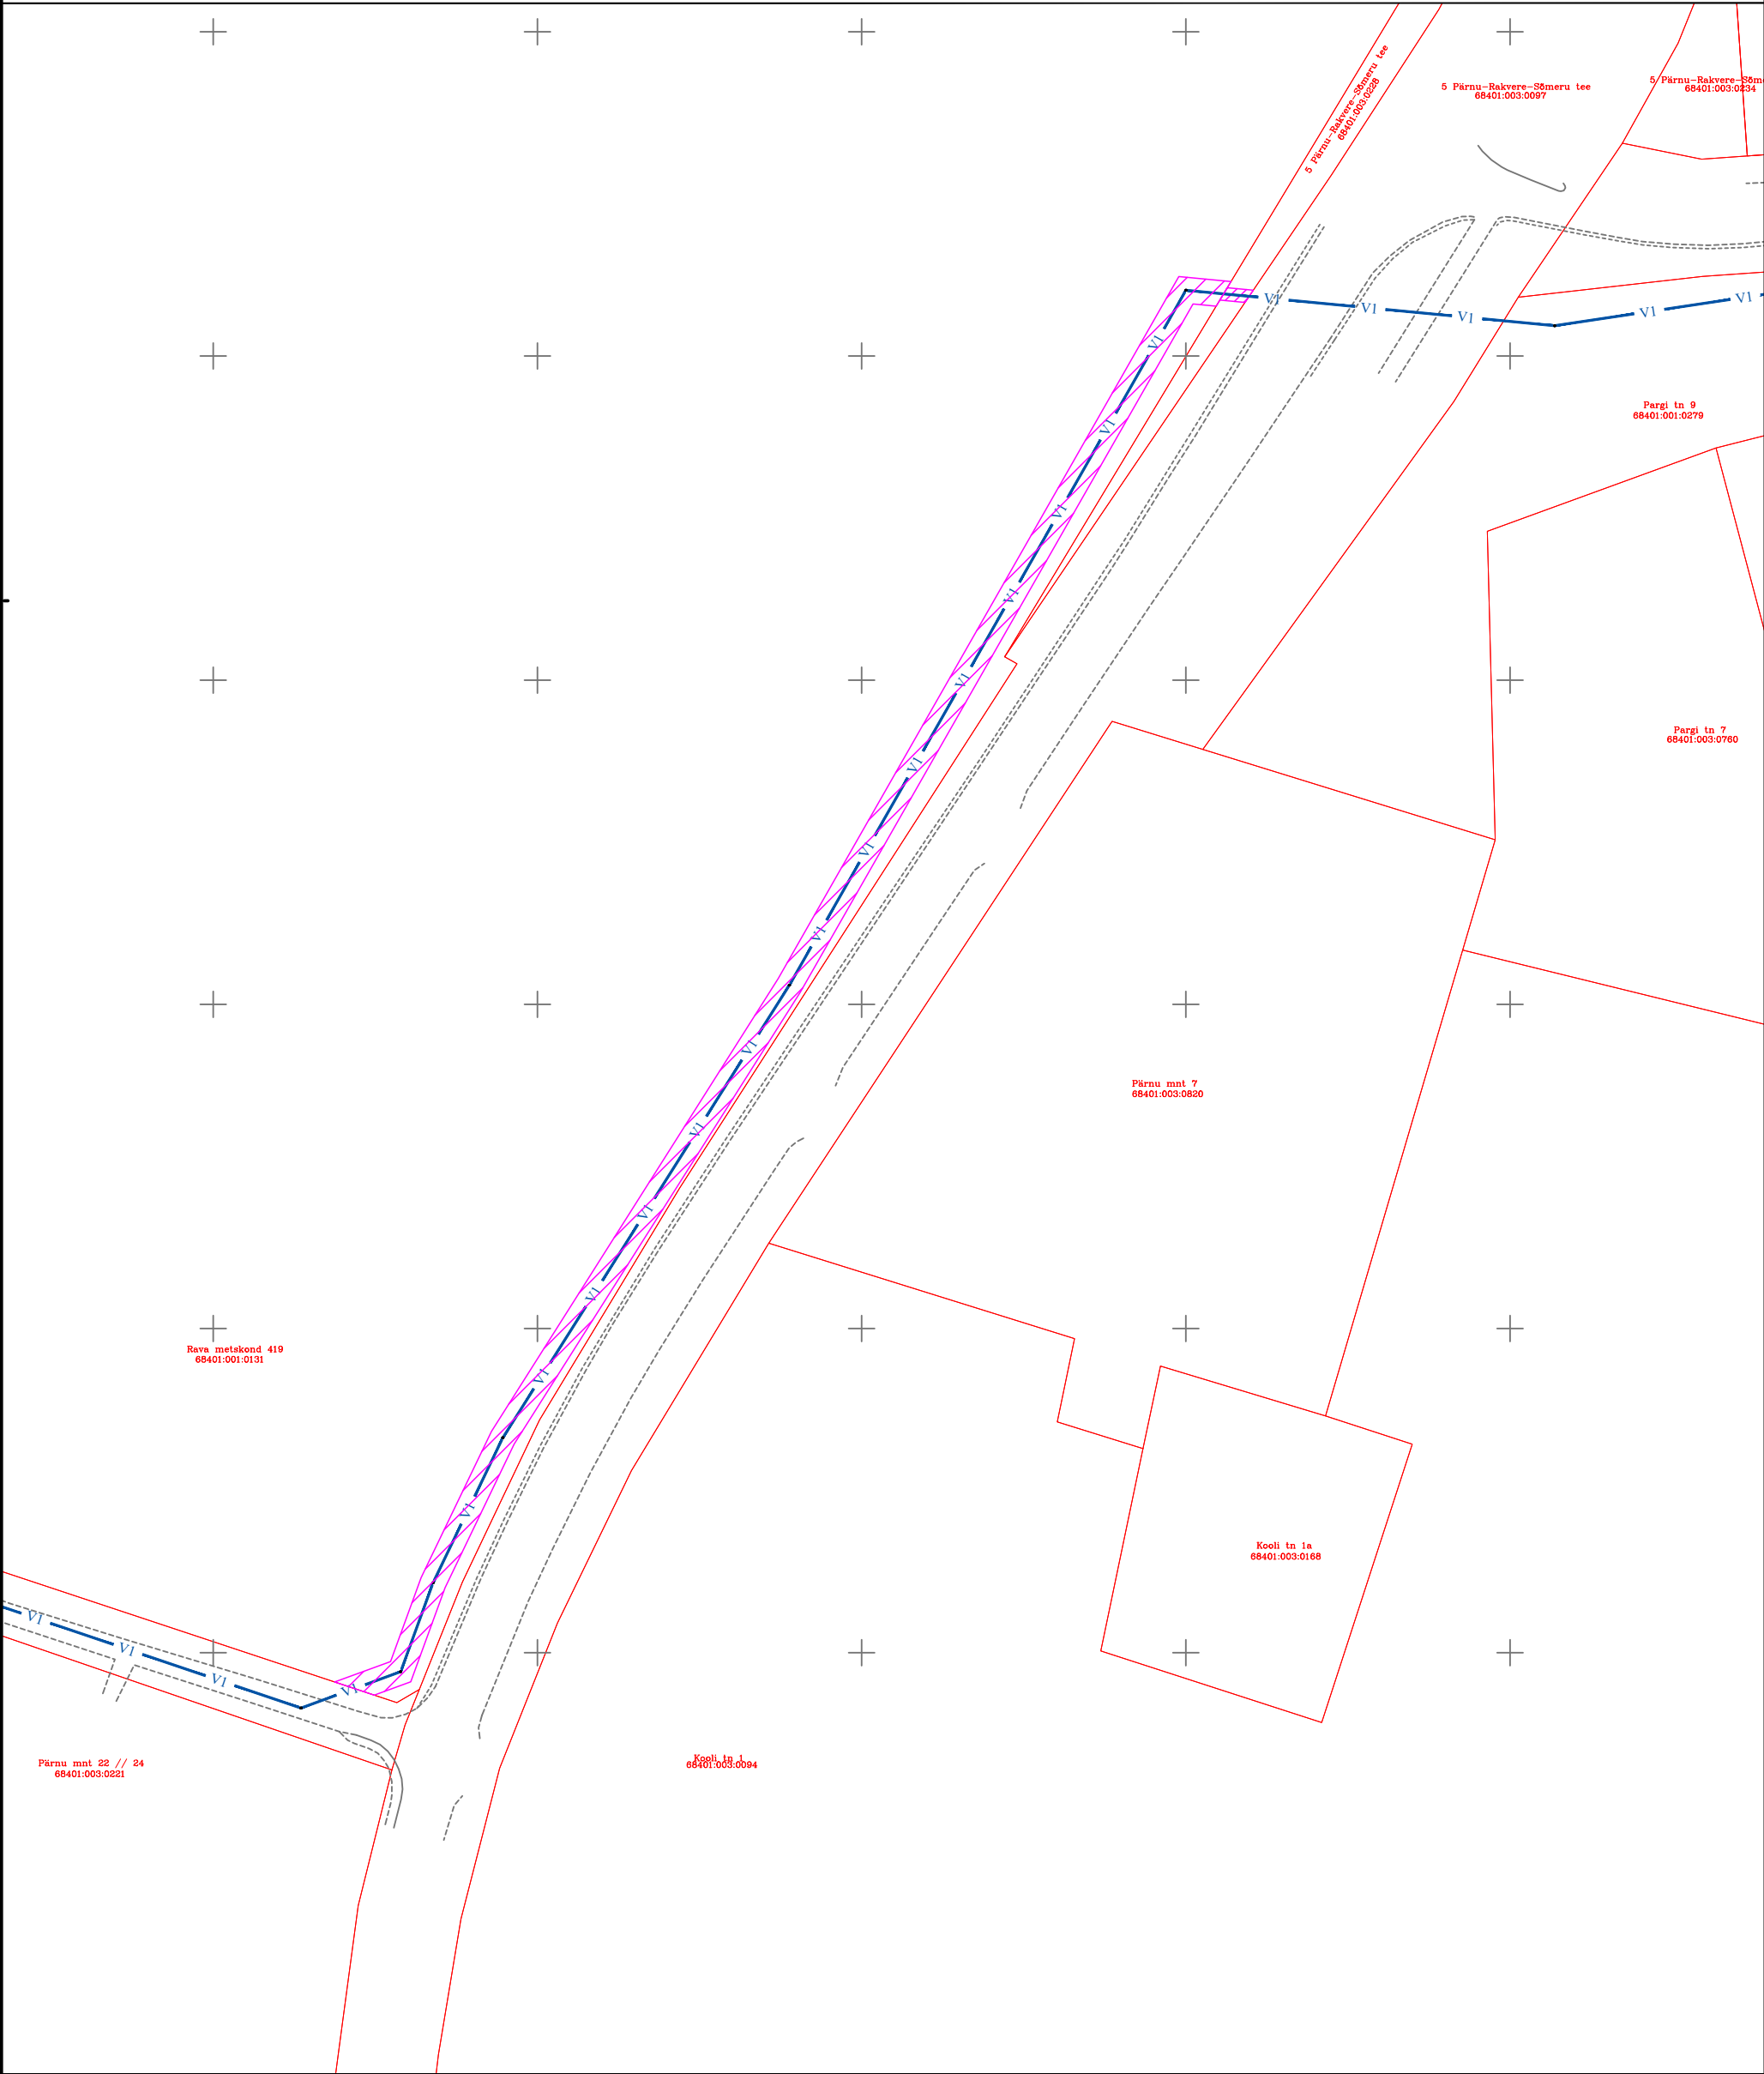 5 Pärnu-Rakvere-Sõmeru tee
68401:003:0228
5 Pärnu-Rakvere-Sõmeru tee
68401:003:0097
5 Pärnu-Rakvere-Sõm
68401:003:0234
V1
V1
V1
V1
V1
V1
Pargi tn 9
68401:001:0279
V1
V1
V1
V1
Pargi tn 7
68401:003:0760
V1
V1
V1
V1
Pärnu mnt 7
68401:003:0820
V1
V1
V1
Rava metskond 419
68401:001:0131
V1
V1
Kooli tn 1a
68401:003:0168
V1
V1
V1
V1
Pärnu mnt 22 // 24
68401:003:0221
Kooli tn 1
68401:003:0094